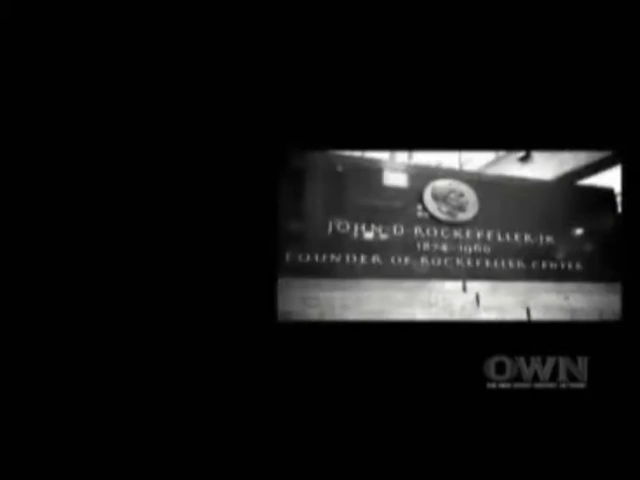 JOHN D ROCKEFELLER JR
1874-1960
FOUNDER OF ROCKEFELLER CENTER
OWN